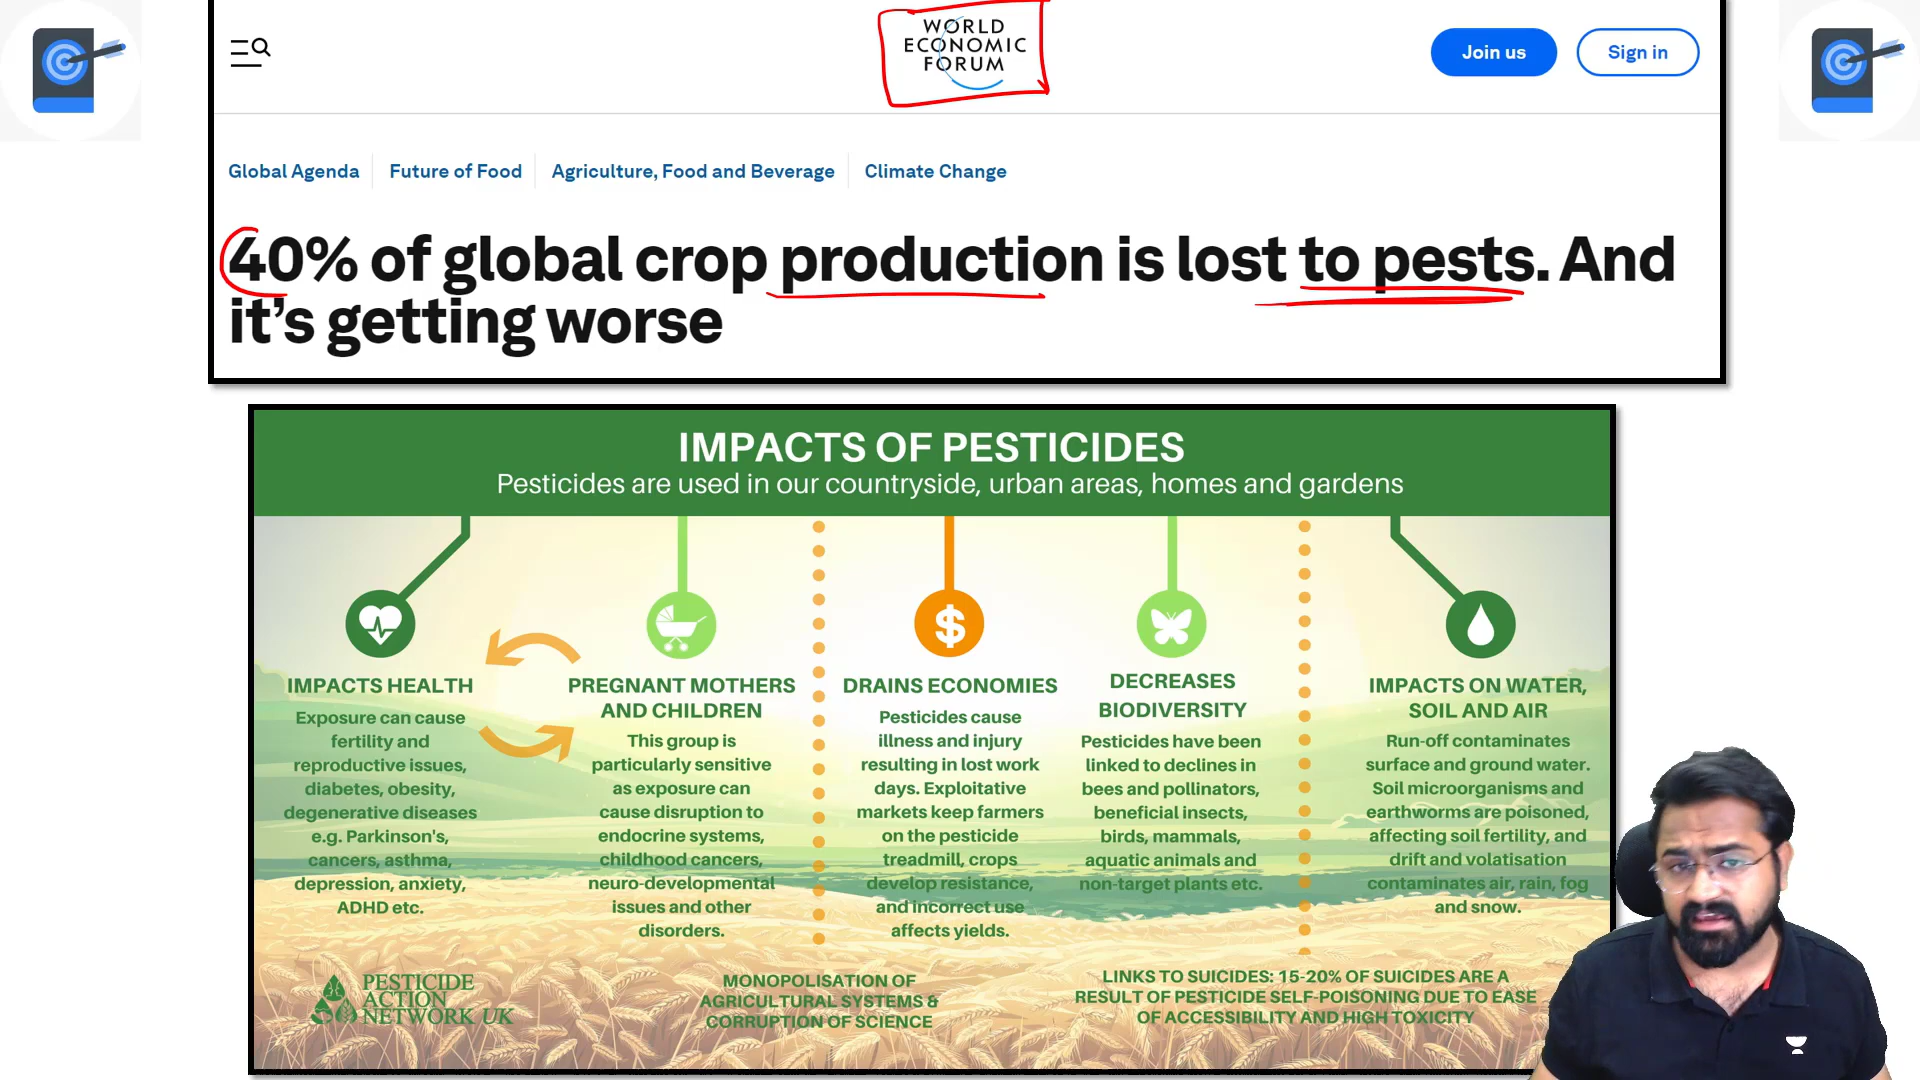 WORLD
ECONOMIC
FORUM
Join us
Sign in
Global Agenda
Future of Food
Agriculture, Food and Beverage
Climate Change
40% of global crop production is lost to pests. And
it's getting worse
IMPACTS OF PESTICIDES
Pesticides are used in our countryside, urban areas, homes and gardens
IMPACTS HEALTH
Exposure can cause
fertility and
reproductive issues,
diabetes, obesity,
degenerative diseases
e.g. Parkinson's,
cancers, asthma,
depression, anxiety,
ADHD etc.
PREGNANT MOTHERS
AND CHILDREN
This group is
particularly sensitive
as exposure can
cause disruption to
endocrine systems,
childhood cancers,
neuro-developmental
issues and other
disorders.
DRAINS ECONOMIES
Pesticides cause
illness and injury
resulting in lost work
days. Exploitative
markets keep farmers
on the pesticide
treadmill, crops
develop resistance,
and incorrect use
affects yields.
DECREASES
BIODIVERSITY
Pesticides have been
linked to declines in
bees and pollinators,
beneficial insects,
birds, mammals,
aquatic animals and
non-target plants etc.
IMPACTS ON WATER,
SOIL AND AIR
Run-off contaminates
surface and ground water.
Soil microorganisms and
earthworms are poisoned,
affecting soil fertility, and
drift and volatisation
contaminates air, rain, fog
and snow.
PESTICIDE
ACTION
NETWORK UK
MONOPOLISATION OF
AGRICULTURAL SYSTEMS &
CORRUPTION OF SCIENCE
LINKS TO SUICIDES: 15-20% OF SUICIDES ARE A
RESULT OF PESTICIDE SELF-POISONING DUE TO EASE
OF ACCESSIBILITY AND HIGH TOXICITY